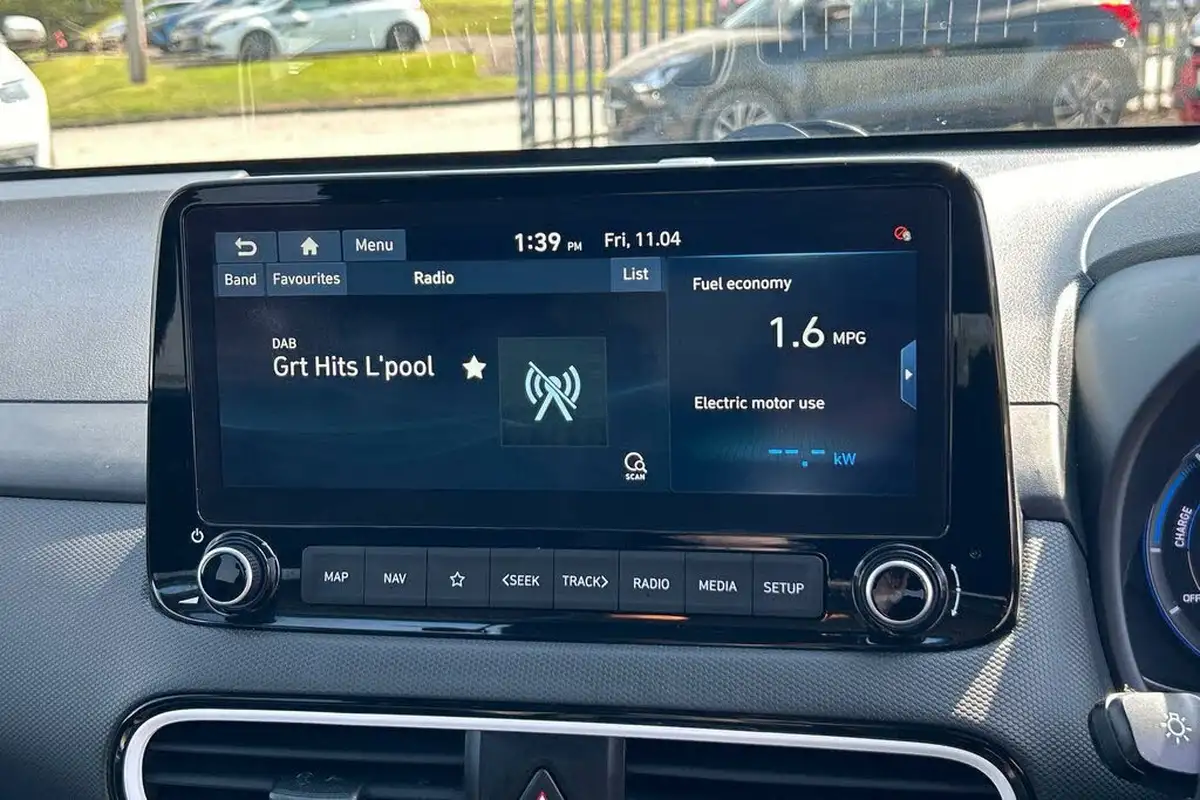 Menu
1:39 PM
Fri, 11.04
Band
Favourites
Radio
List
DAB
Grt Hits L'pool
SCAN
Fuel economy
1.6 MPG
Electric motor use
--.- kW
MAP
NAV
<SEEK
TRACK>
RADIO
MEDIA
SETUP
CHARGE
OFF